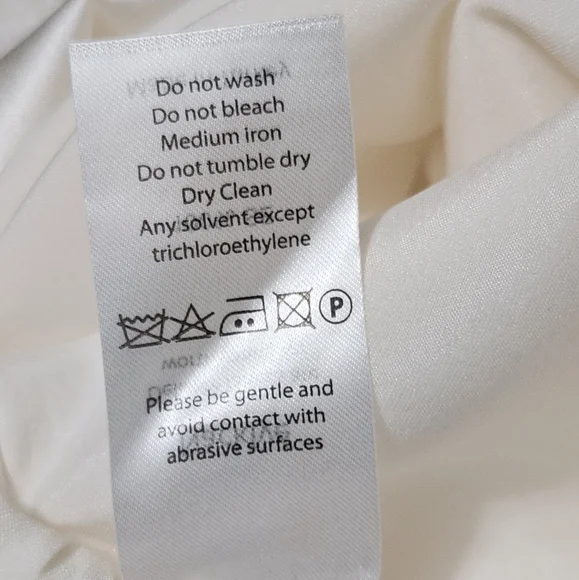 Do not wash
Do not bleach
Medium iron
Do not tumble dry
Dry Clean
Any solvent except
trichloroethylene
P
Please be gentle and
avoid contact with
abrasive surfaces